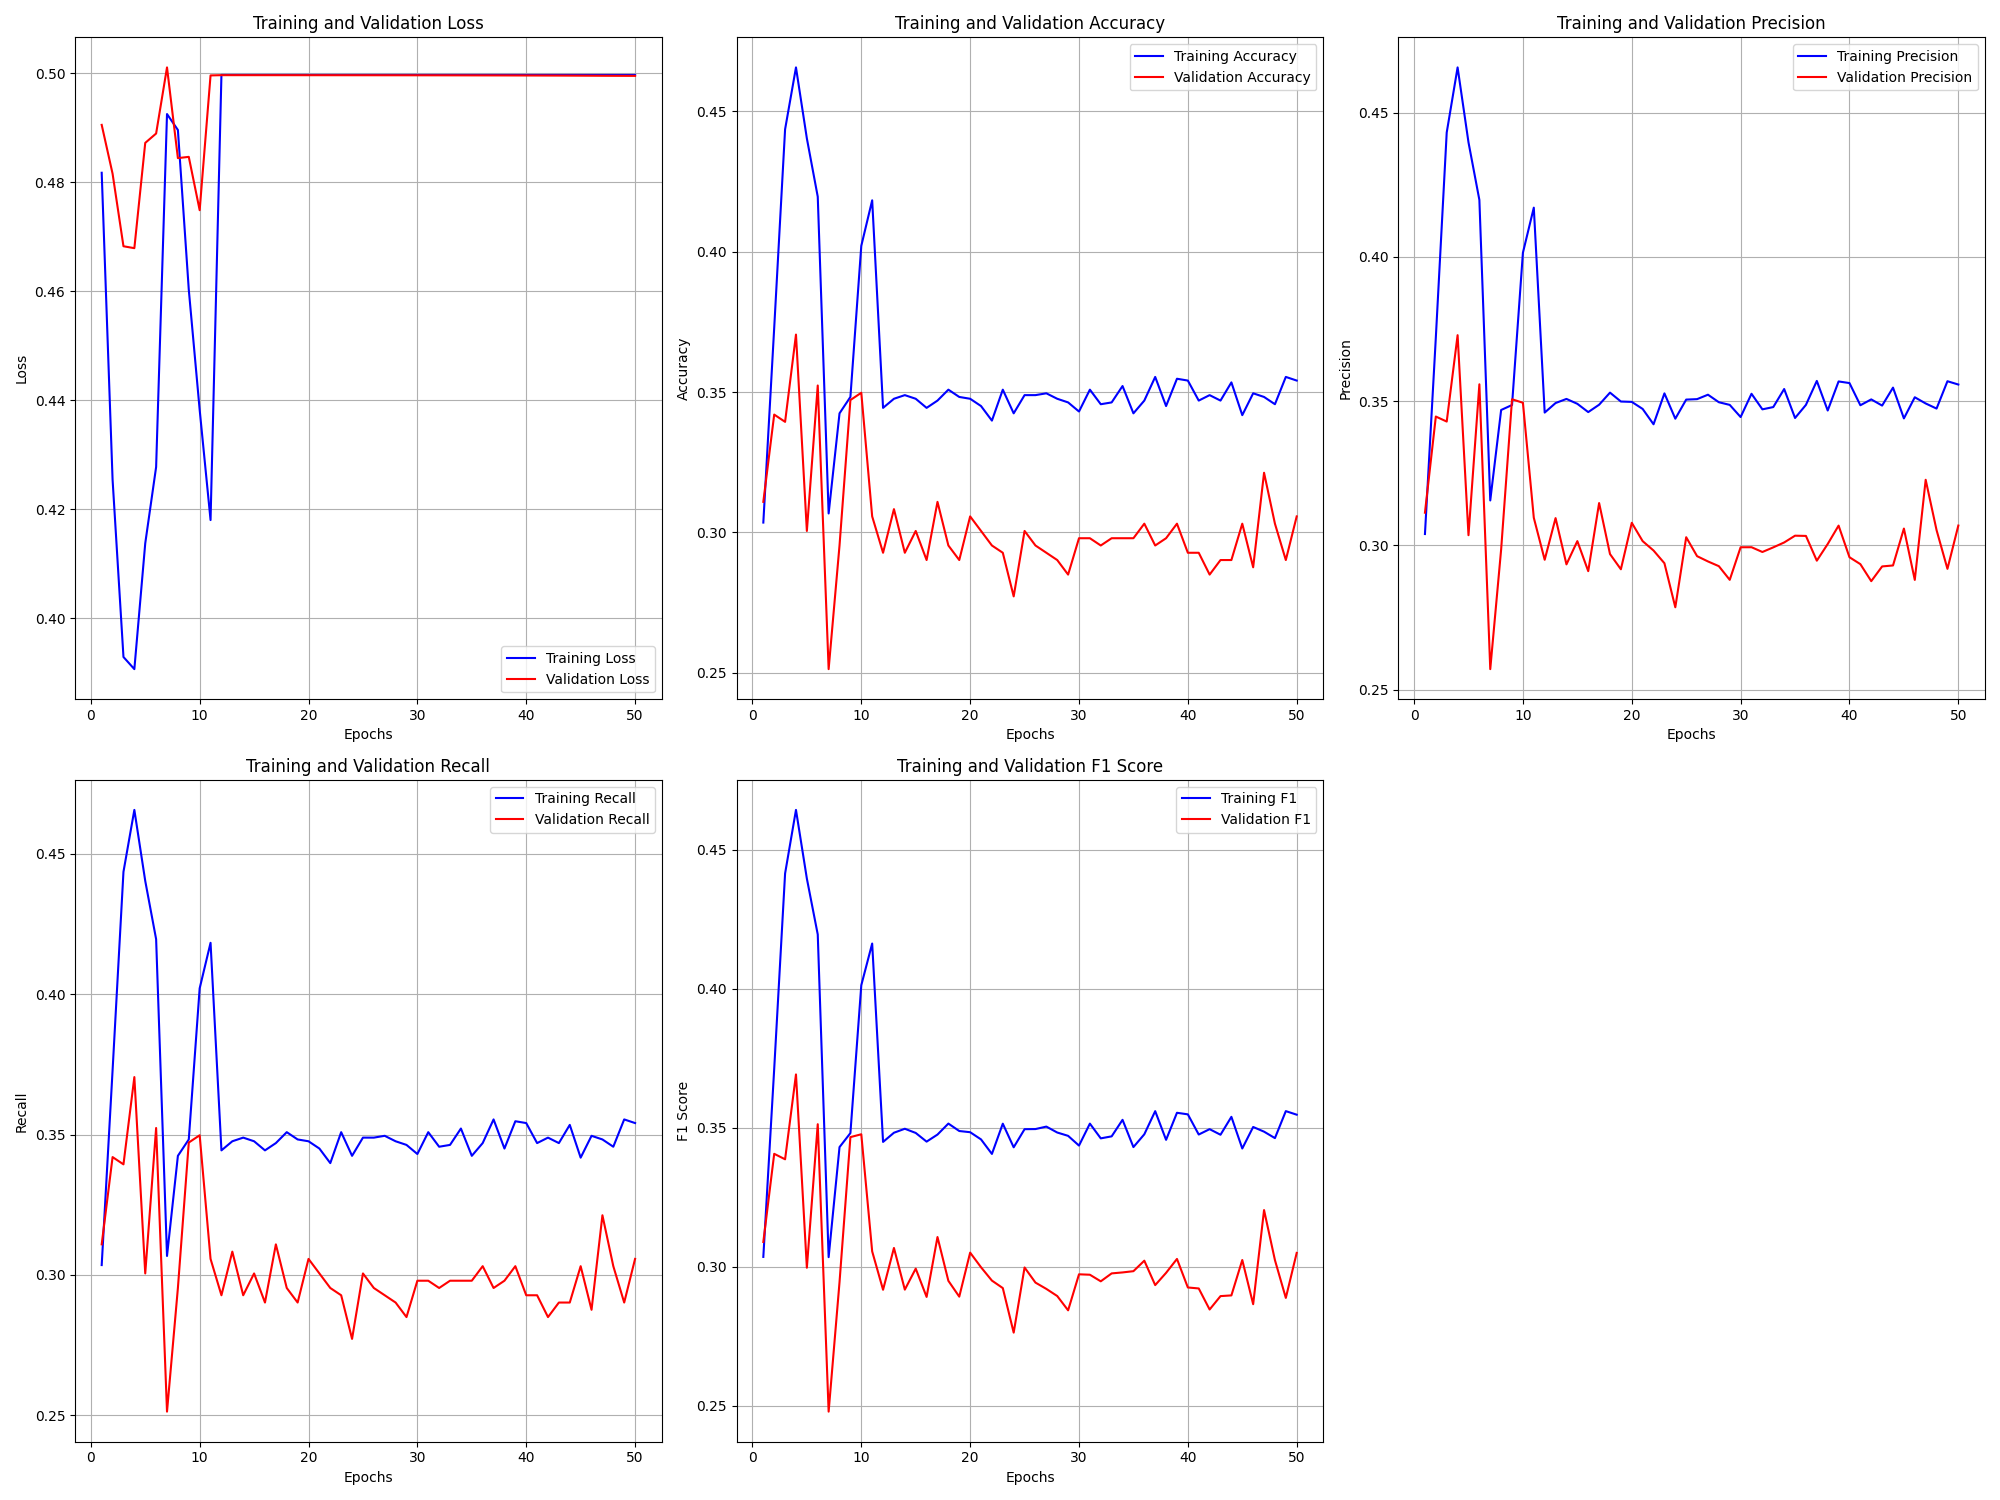 Training and Validation Loss
0.50
0.48
0.46
0.44
0.42
0.40
Loss
Training Loss
Validation Loss
0 10 20 30 40 50
Epochs
Training and Validation Accuracy
0.45
0.40
0.35
0.30
0.25
Accuracy
Training Accuracy
Validation Accuracy
0 10 20 30 40 50
Epochs
Training and Validation Precision
0.45
0.40
0.35
0.30
0.25
Precision
Training Precision
Validation Precision
0 10 20 30 40 50
Epochs
Training and Validation Recall
0.45
0.40
0.35
0.30
0.25
Recall
Training Recall
Validation Recall
0 10 20 30 40 50
Epochs
Training and Validation F1 Score
0.45
0.40
0.35
0.30
0.25
F1 Score
Training F1
Validation F1
0 10 20 30 40 50
Epochs